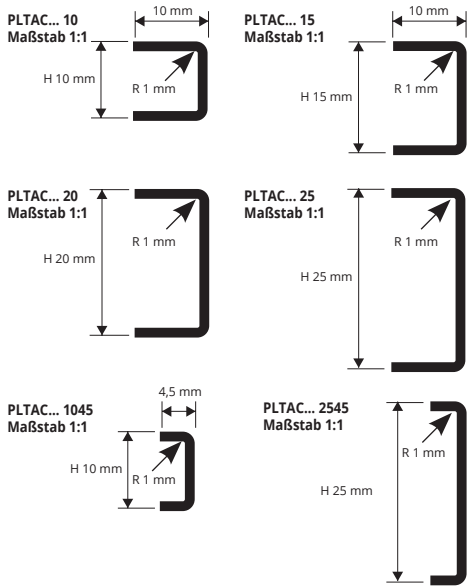 PLTAC... 10
Maßstab 1:1
10 mm
H 10 mm
R 1 mm
PLTAC... 15
Maßstab 1:1
10 mm
H 15 mm
R 1 mm
PLTAC... 20
Maßstab 1:1
H 20 mm
R 1 mm
PLTAC... 25
Maßstab 1:1
H 25 mm
R 1 mm
PLTAC... 1045
Maßstab 1:1
4,5 mm
H 10 mm
R 1 mm
PLTAC... 2545
Maßstab 1:1
H 25 mm
R 1 mm